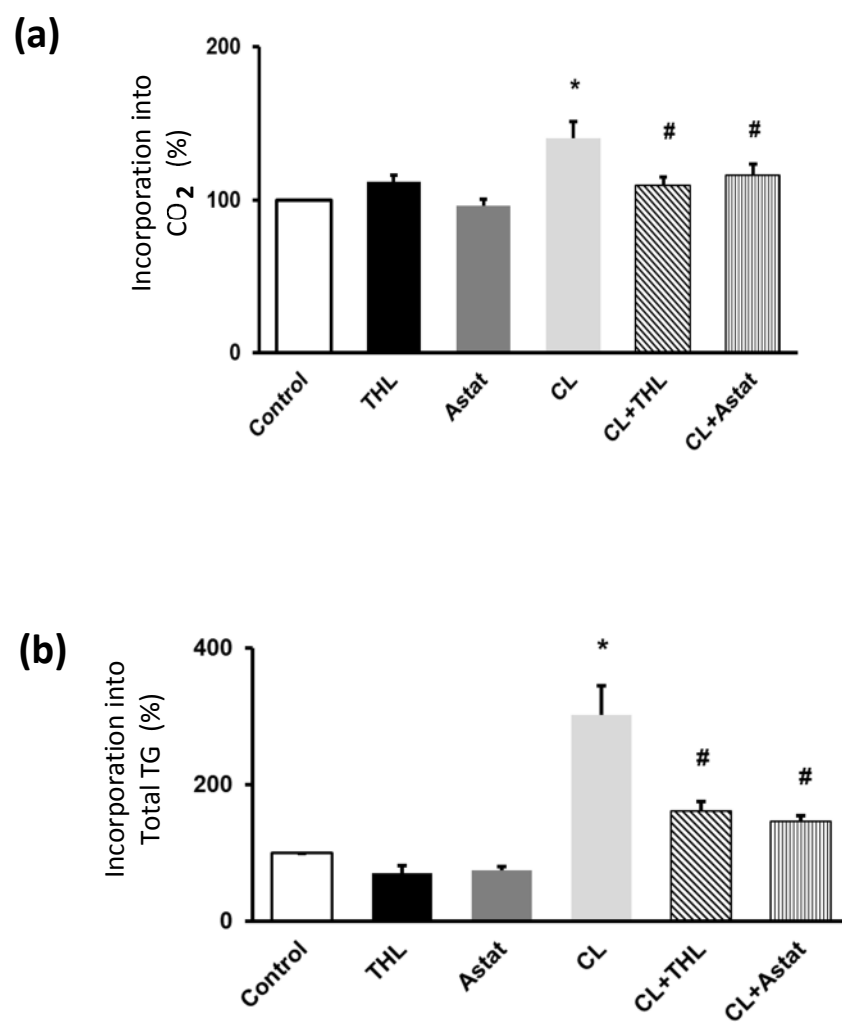 (a)
Incorporation into
CO2 (%)
200
100
0
*
#
#
Control
THL
Astat
CL
CL+THL
CL+Astat
(b)
Incorporation into
Total TG (%)
400
200
0
*
#
#
Control
THL
Astat
CL
CL+THL
CL+Astat